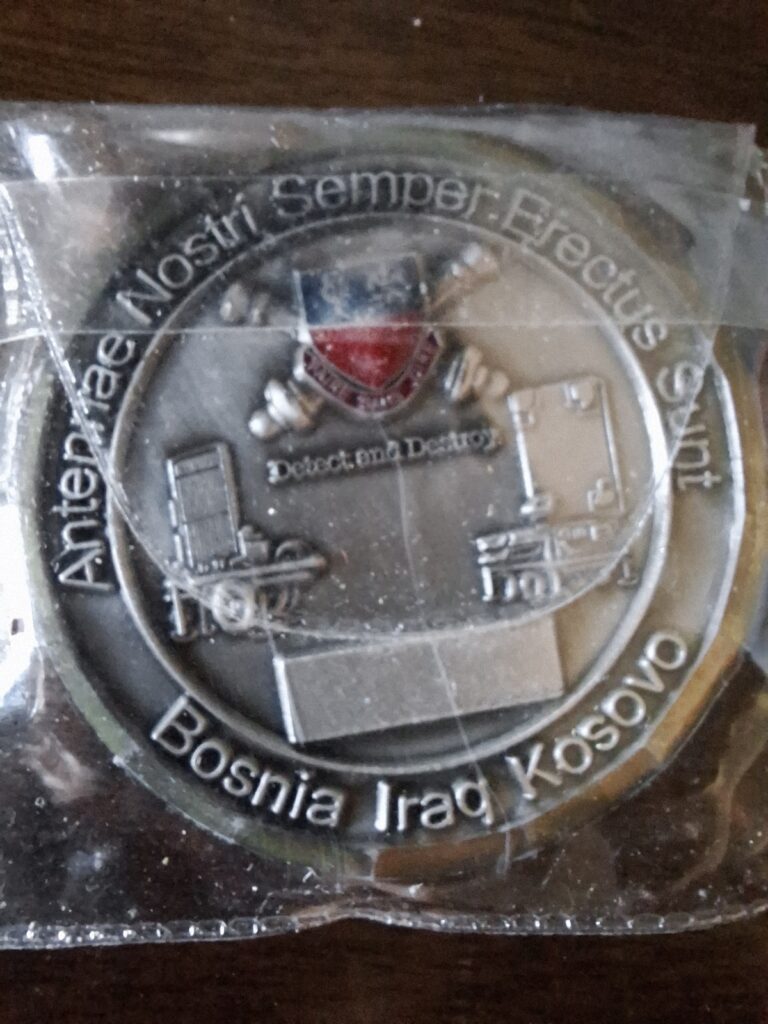 Antennae Nostri Semper Erectus Sunt
Detect and Destroy
Bosnia Iraq Kosovo